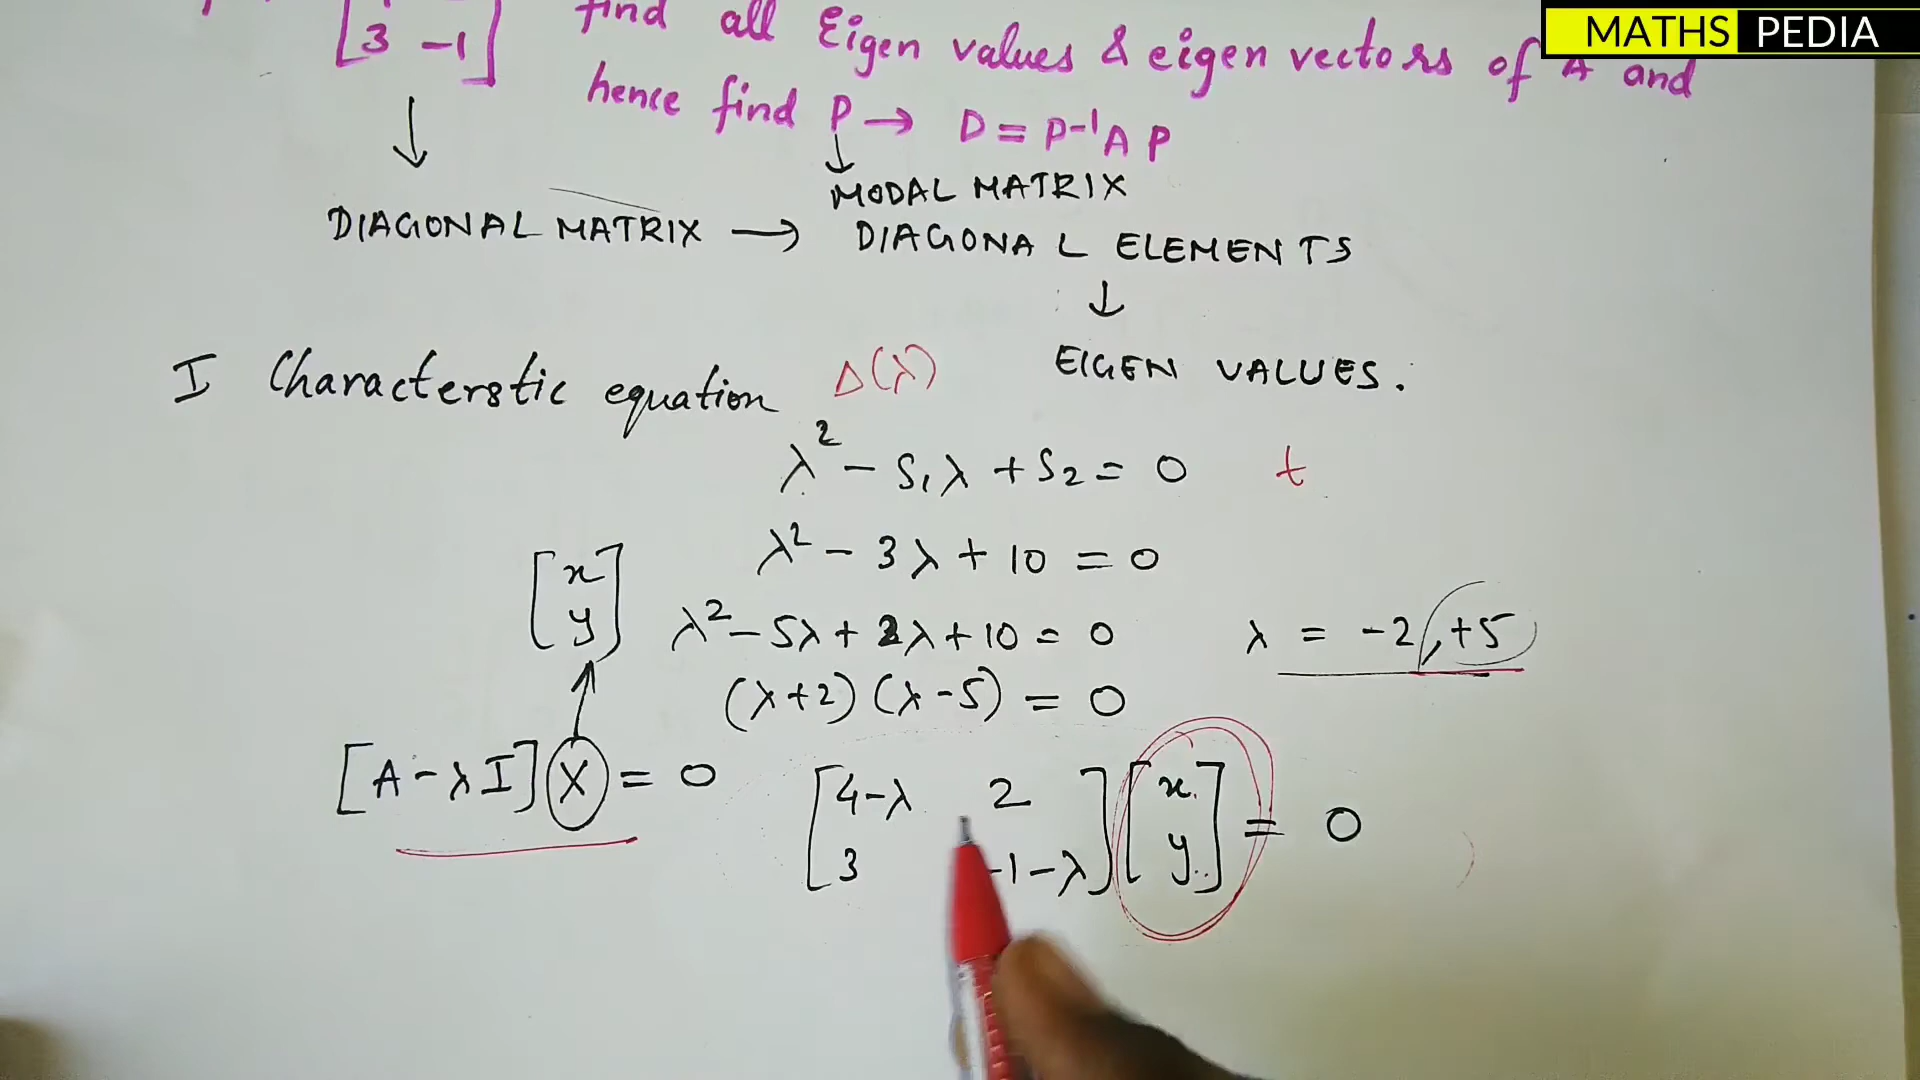 MATHS PEDIA
find all Eigen values & eigen vectors of A and
[3 -1]
hence find P → D = P-1 A P
↓ ↓
MODAL MATRIX
DIAGONAL MATRIX → DIAGONAL ELEMENTS
↓
EIGEN VALUES.
I Characterstic equation Δ(λ)
λ² - S₁λ + S₂ = 0 t
λ² - 3λ + 10 = 0
[x
y]
λ² - 5λ + 2λ + 10 = 0 λ = -2, +5
(λ+2) (λ-5) = 0
[A - λI] X = 0
[4-λ 2
3 -1-λ] [x
y] = 0